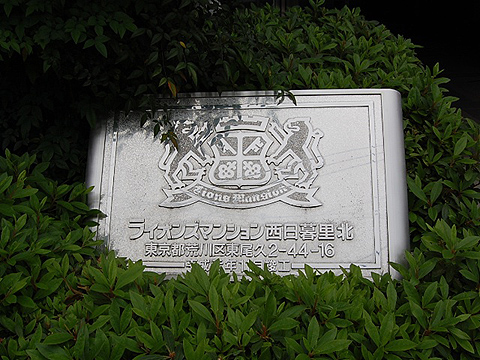 Lions Mansion
ライオンズマンション西日暮里北
東京都荒川区東尾久2-44-16